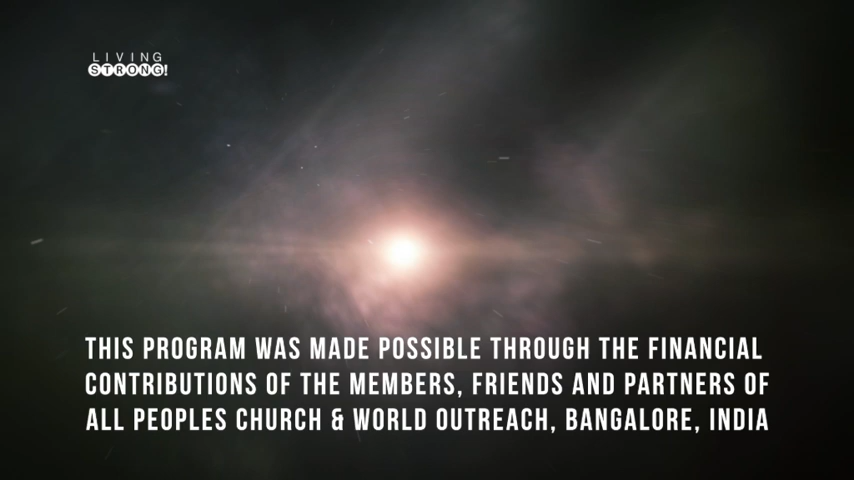 LIVING
STRONG!
THIS PROGRAM WAS MADE POSSIBLE THROUGH THE FINANCIAL
CONTRIBUTIONS OF THE MEMBERS, FRIENDS AND PARTNERS OF
ALL PEOPLES CHURCH & WORLD OUTREACH, BANGALORE, INDIA